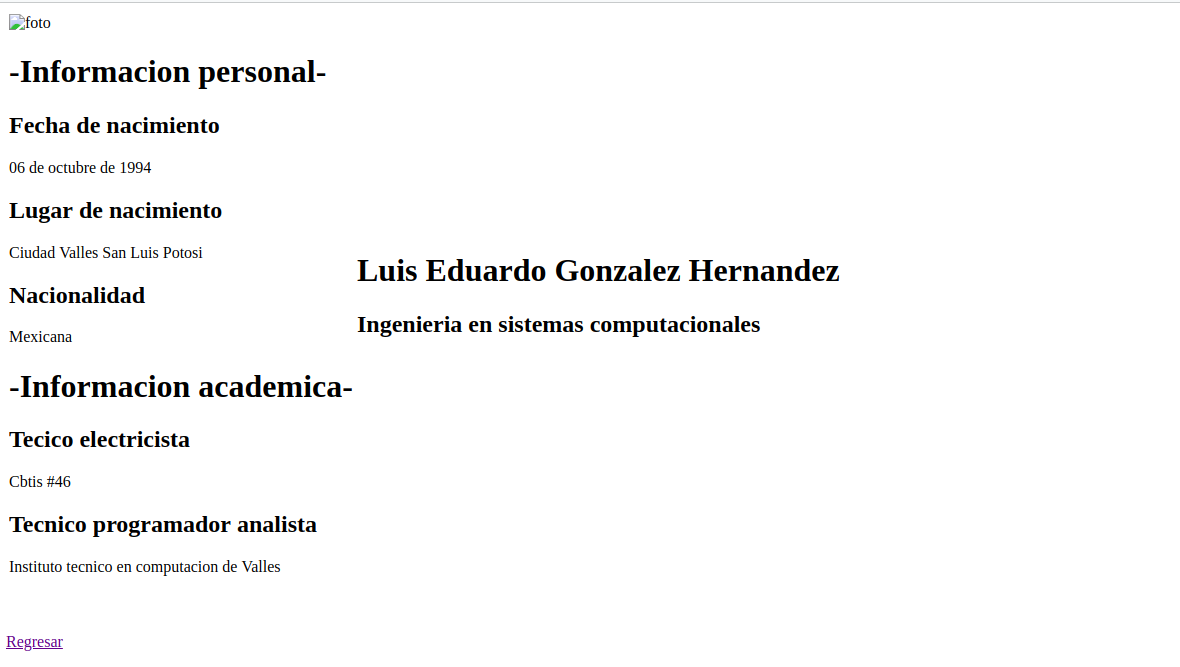 foto
-Informacion personal-
Fecha de nacimiento
06 de octubre de 1994
Lugar de nacimiento
Ciudad Valles San Luis Potosi
Nacionalidad
Mexicana
-Informacion academica-
Tecico electricista
Cbtis #46
Tecnico programador analista
Instituto tecnico en computacion de Valles
Luis Eduardo Gonzalez Hernandez
Ingenieria en sistemas computacionales
Regresar